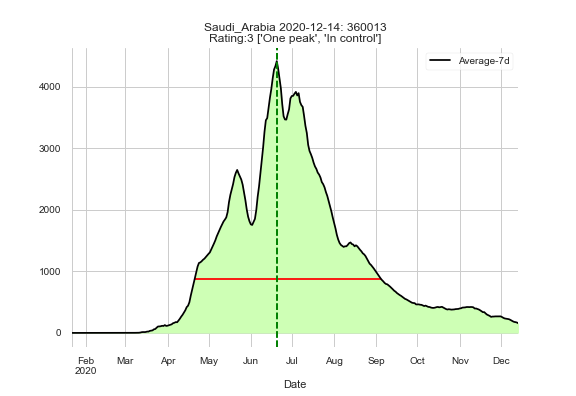 Saudi_Arabia 2020-12-14: 360013
Rating:3 ['One peak', 'In control']
Average-7d
4000
3000
2000
1000
0
Feb Mar Apr May Jun Jul Aug Sep Oct Nov Dec
2020
Date